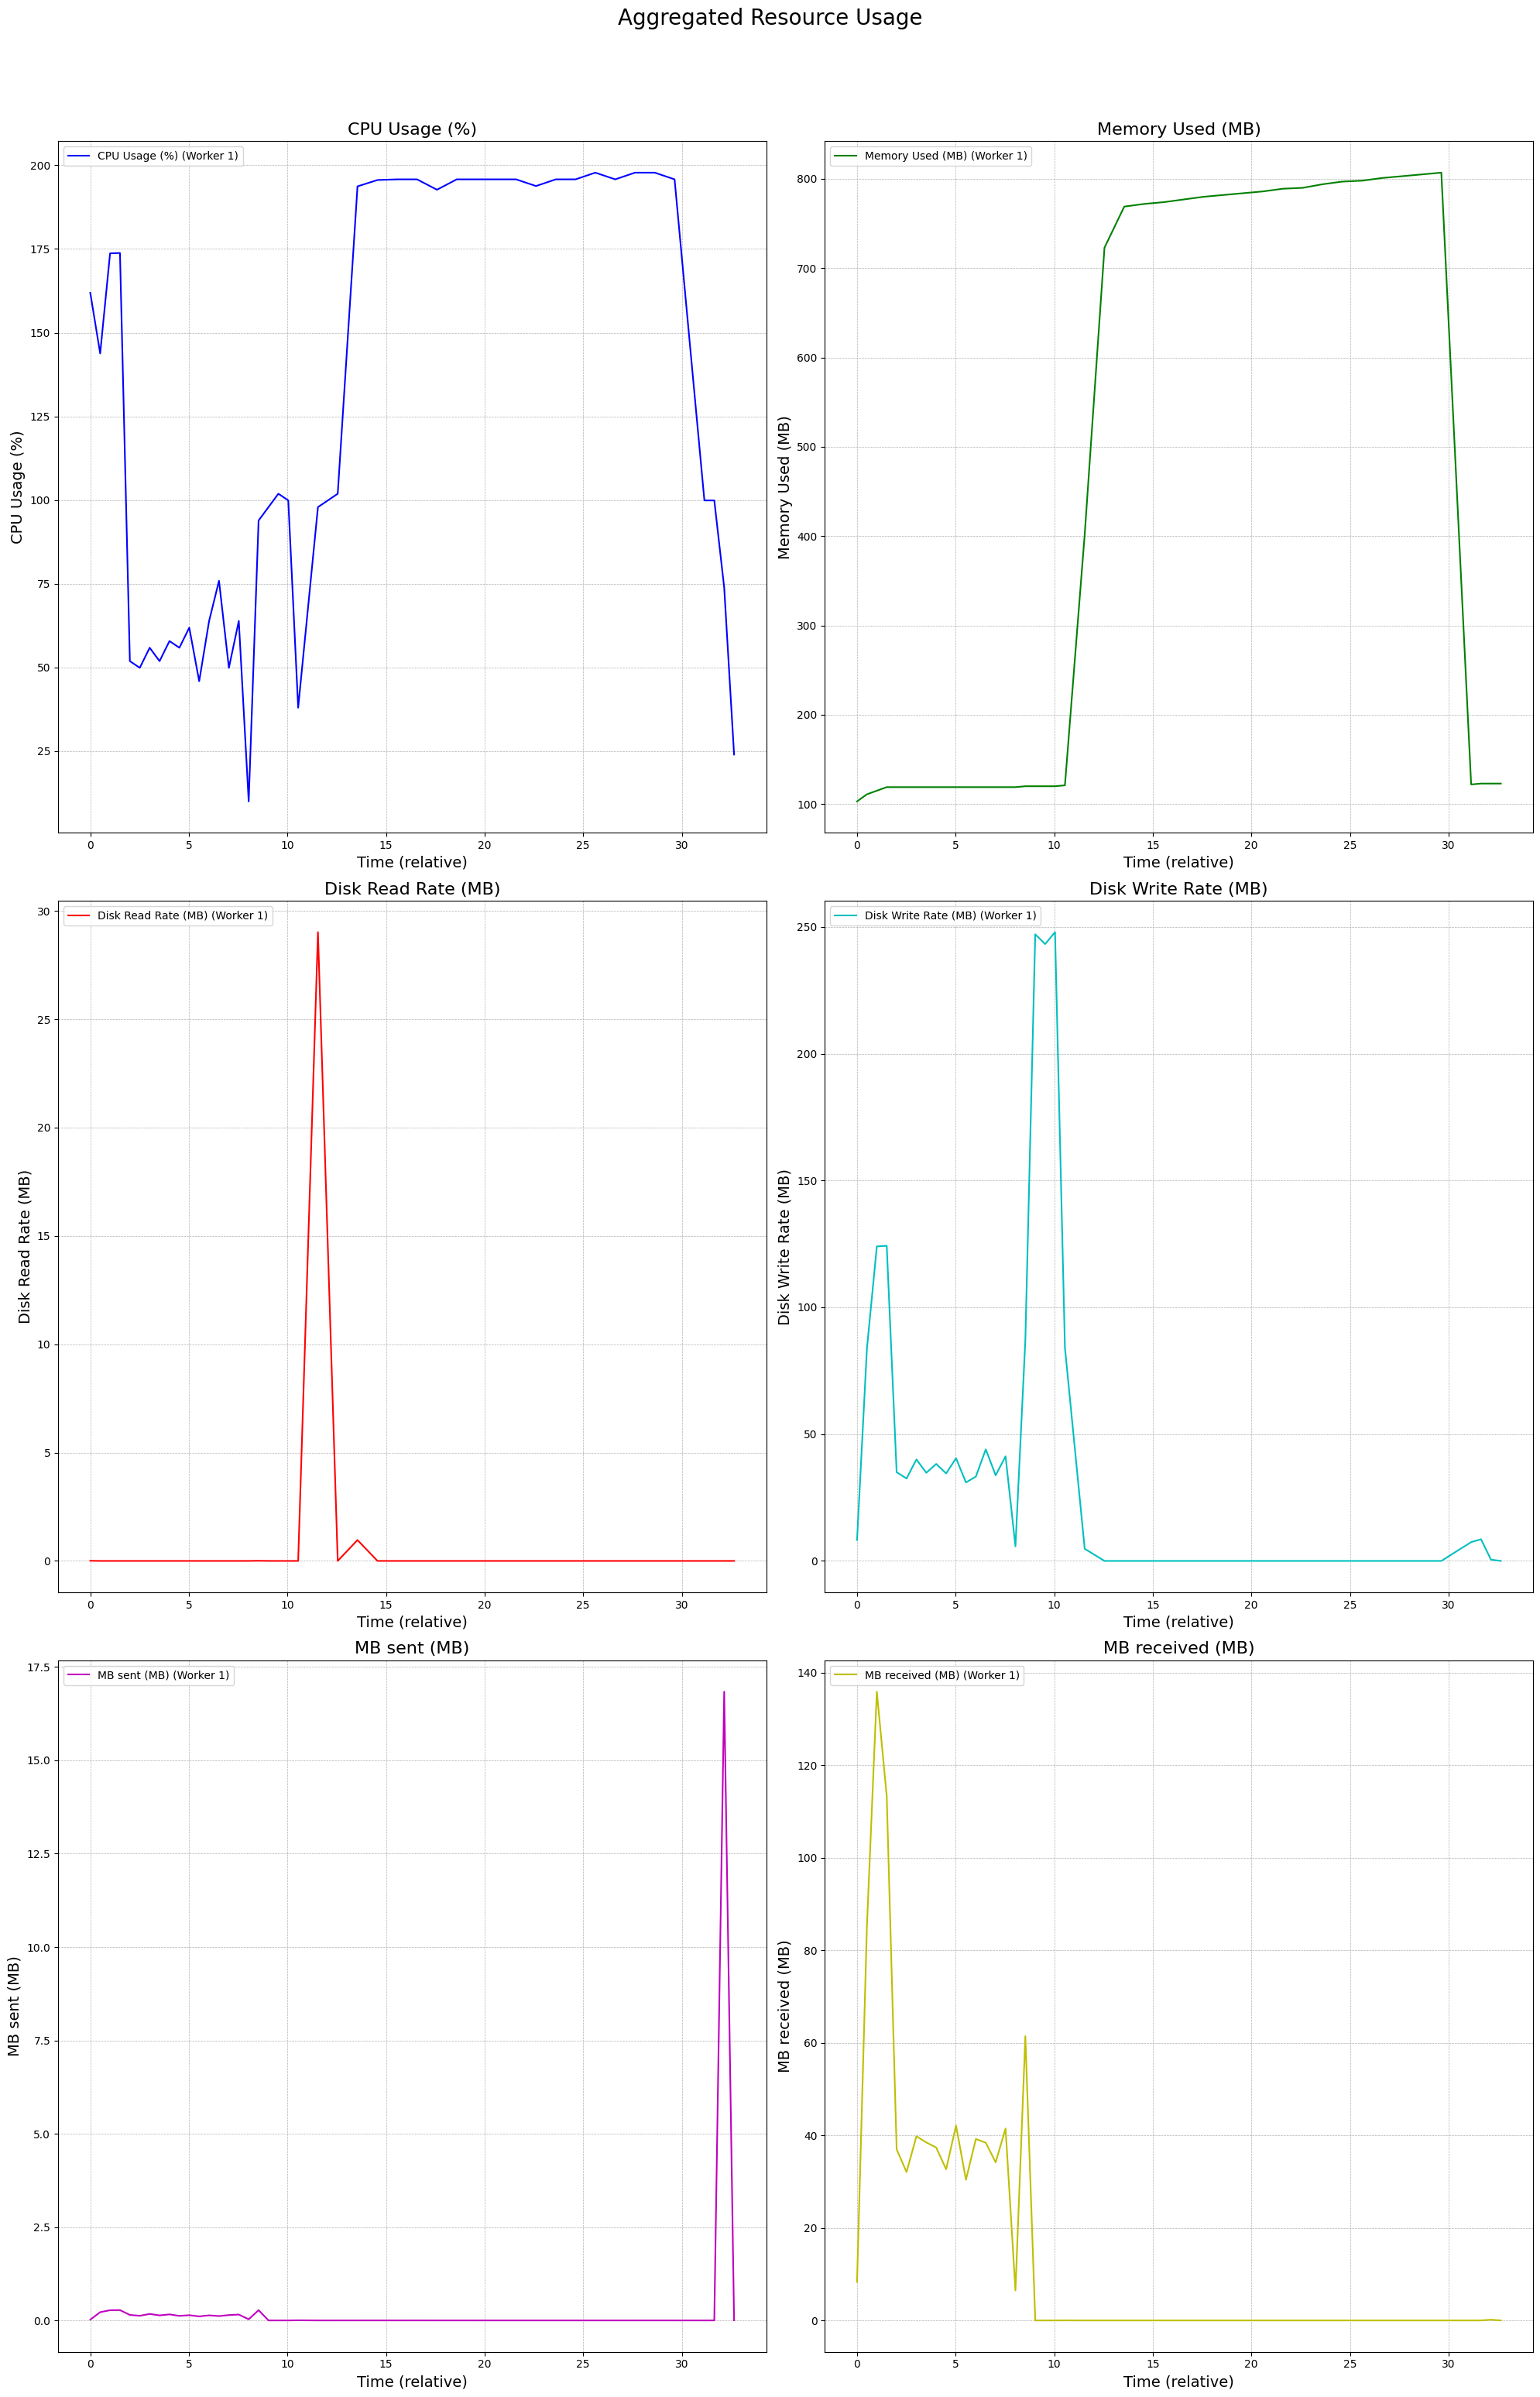 Aggregated Resource Usage
CPU Usage (%)
CPU Usage (%) (Worker 1)
CPU Usage (%)
200
175
150
125
100
75
50
25
0 5 10 15 20 25 30
Time (relative)
Memory Used (MB)
Memory Used (MB) (Worker 1)
Memory Used (MB)
800
700
600
500
400
300
200
100
0 5 10 15 20 25 30
Time (relative)
Disk Read Rate (MB)
Disk Read Rate (MB) (Worker 1)
Disk Read Rate (MB)
30
25
20
15
10
5
0
0 5 10 15 20 25 30
Time (relative)
Disk Write Rate (MB)
Disk Write Rate (MB) (Worker 1)
Disk Write Rate (MB)
250
200
150
100
50
0
0 5 10 15 20 25 30
Time (relative)
MB sent (MB)
MB sent (MB) (Worker 1)
MB sent (MB)
17.5
15.0
12.5
10.0
7.5
5.0
2.5
0.0
0 5 10 15 20 25 30
Time (relative)
MB received (MB)
MB received (MB) (Worker 1)
MB received (MB)
140
120
100
80
60
40
20
0
0 5 10 15 20 25 30
Time (relative)